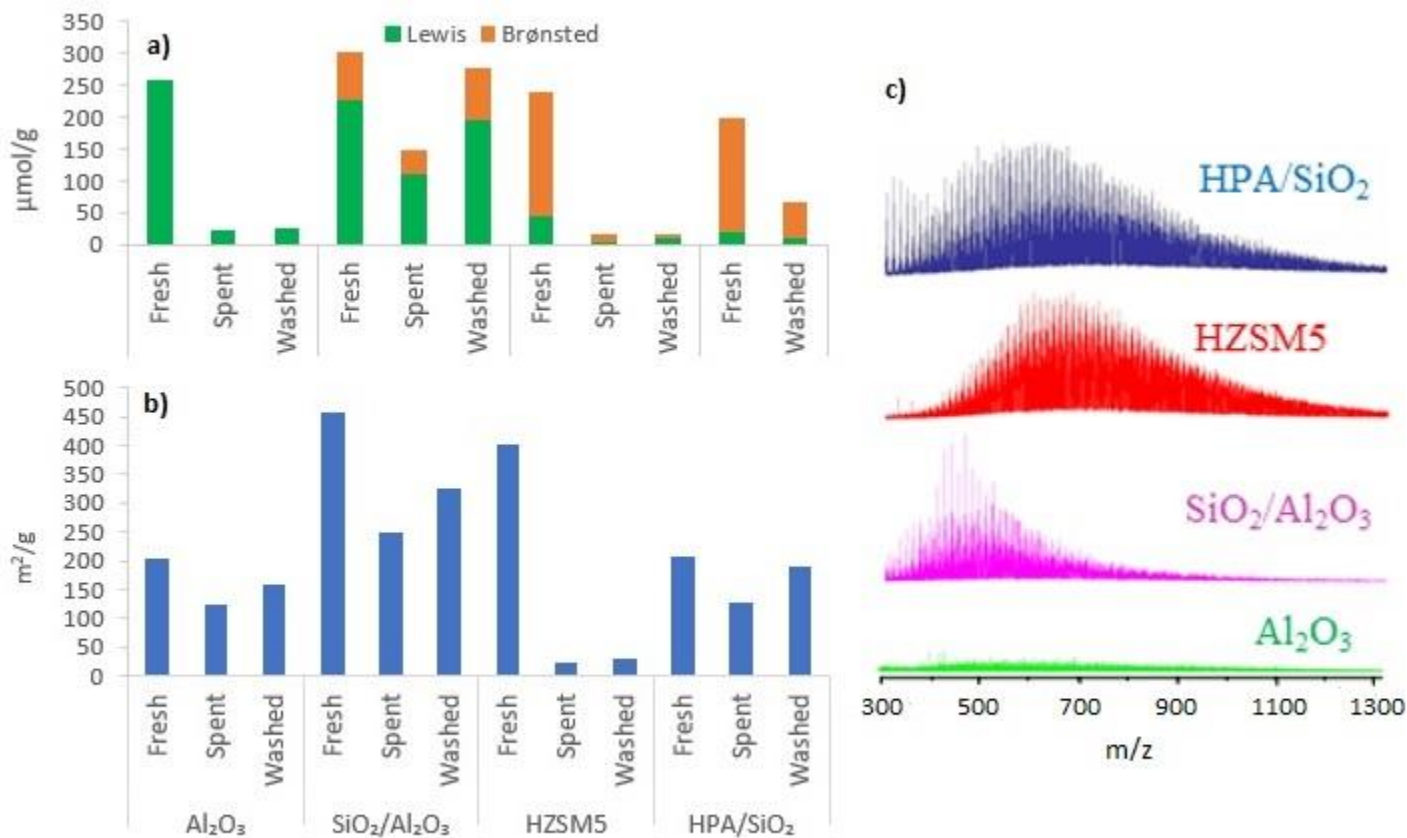 a)
Lewis Brønsted
350
300
250
200
150
100
50
0
µmol/g
Fresh Spent Washed Fresh Spent Washed Fresh Spent Washed Fresh Washed
b)
500
450
400
350
300
250
200
150
100
50
0
m²/g
Fresh Spent Washed Fresh Spent Washed Fresh Spent Washed Fresh Spent Washed
Al₂O₃ SiO₂/Al₂O₃ HZSM5 HPA/SiO₂
c)
HPA/SiO₂
HZSM5
SiO₂/Al₂O₃
Al₂O₃
300 500 700 900 1100 1300
m/z